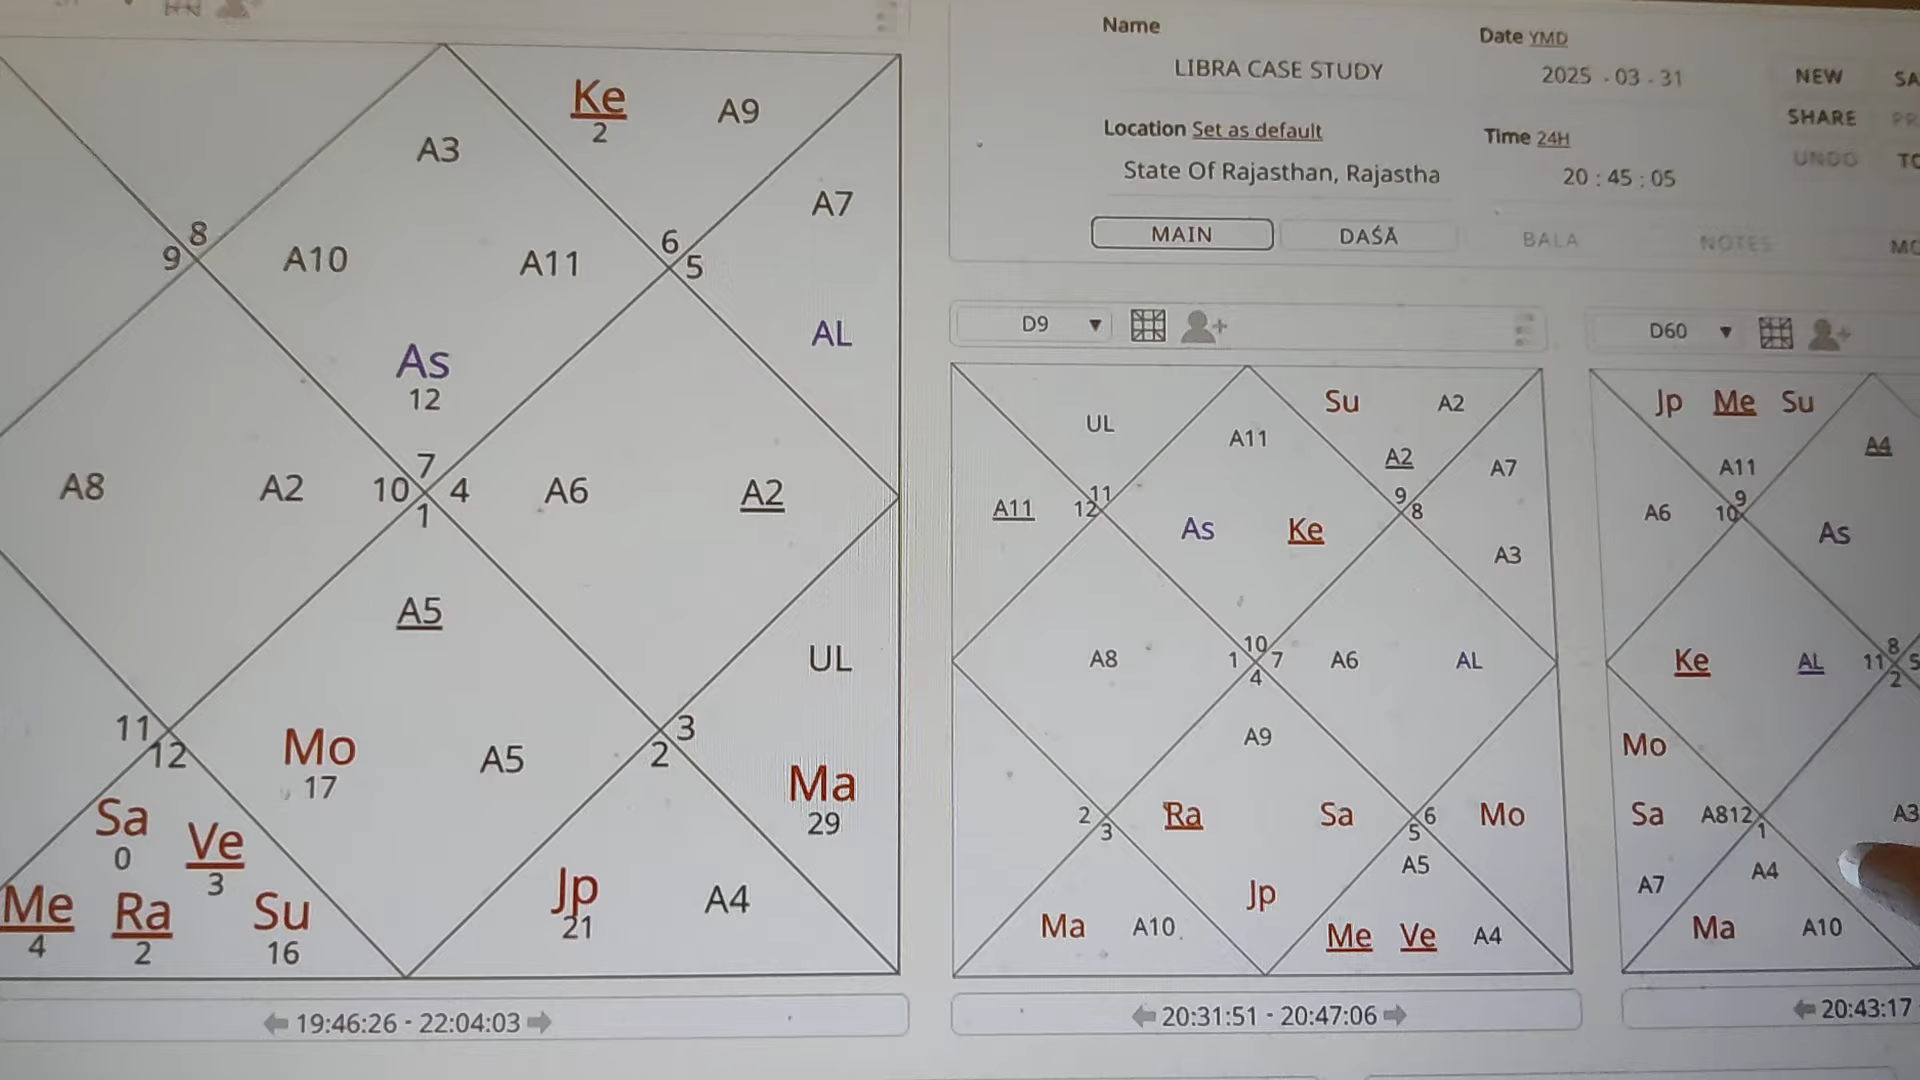 Name
Date YMD
LIBRA CASE STUDY
2025 - 03 - 31
NEW
SHARE
UNDO
Location Set as default
Time 24H
State Of Rajasthan, Rajastha
20 : 45 : 05
MAIN
DAŚĀ
BALA
NOTES
Ke
2
A9
A3
A7
8
9
A10
A11
6
5
AL
As
12
7
10
4
1
A8
A2
A6
A2
A5
UL
11
12
3
2
Mo
17
A5
Ma
29
Sa
0
Ve
3
Me
4
Ra
2
Su
16
Jp
21
A4
19:46:26 - 22:04:03
D9
UL
A11
Su
A2
A2
A7
A11
12
11
9
8
As
Ke
A3
10
1
7
4
A8
A6
AL
A9
2
3
Ra
Sa
6
5
Mo
A5
Ma
A10
Jp
Me
Ve
A4
20:31:51 - 20:47:06
D60
Jp
Me
Su
A4
A11
A6
9
10
As
Ke
AL
8
11
5
2
Mo
Sa
A8
12
1
A3
A7
A4
Ma
A10
20:43:17